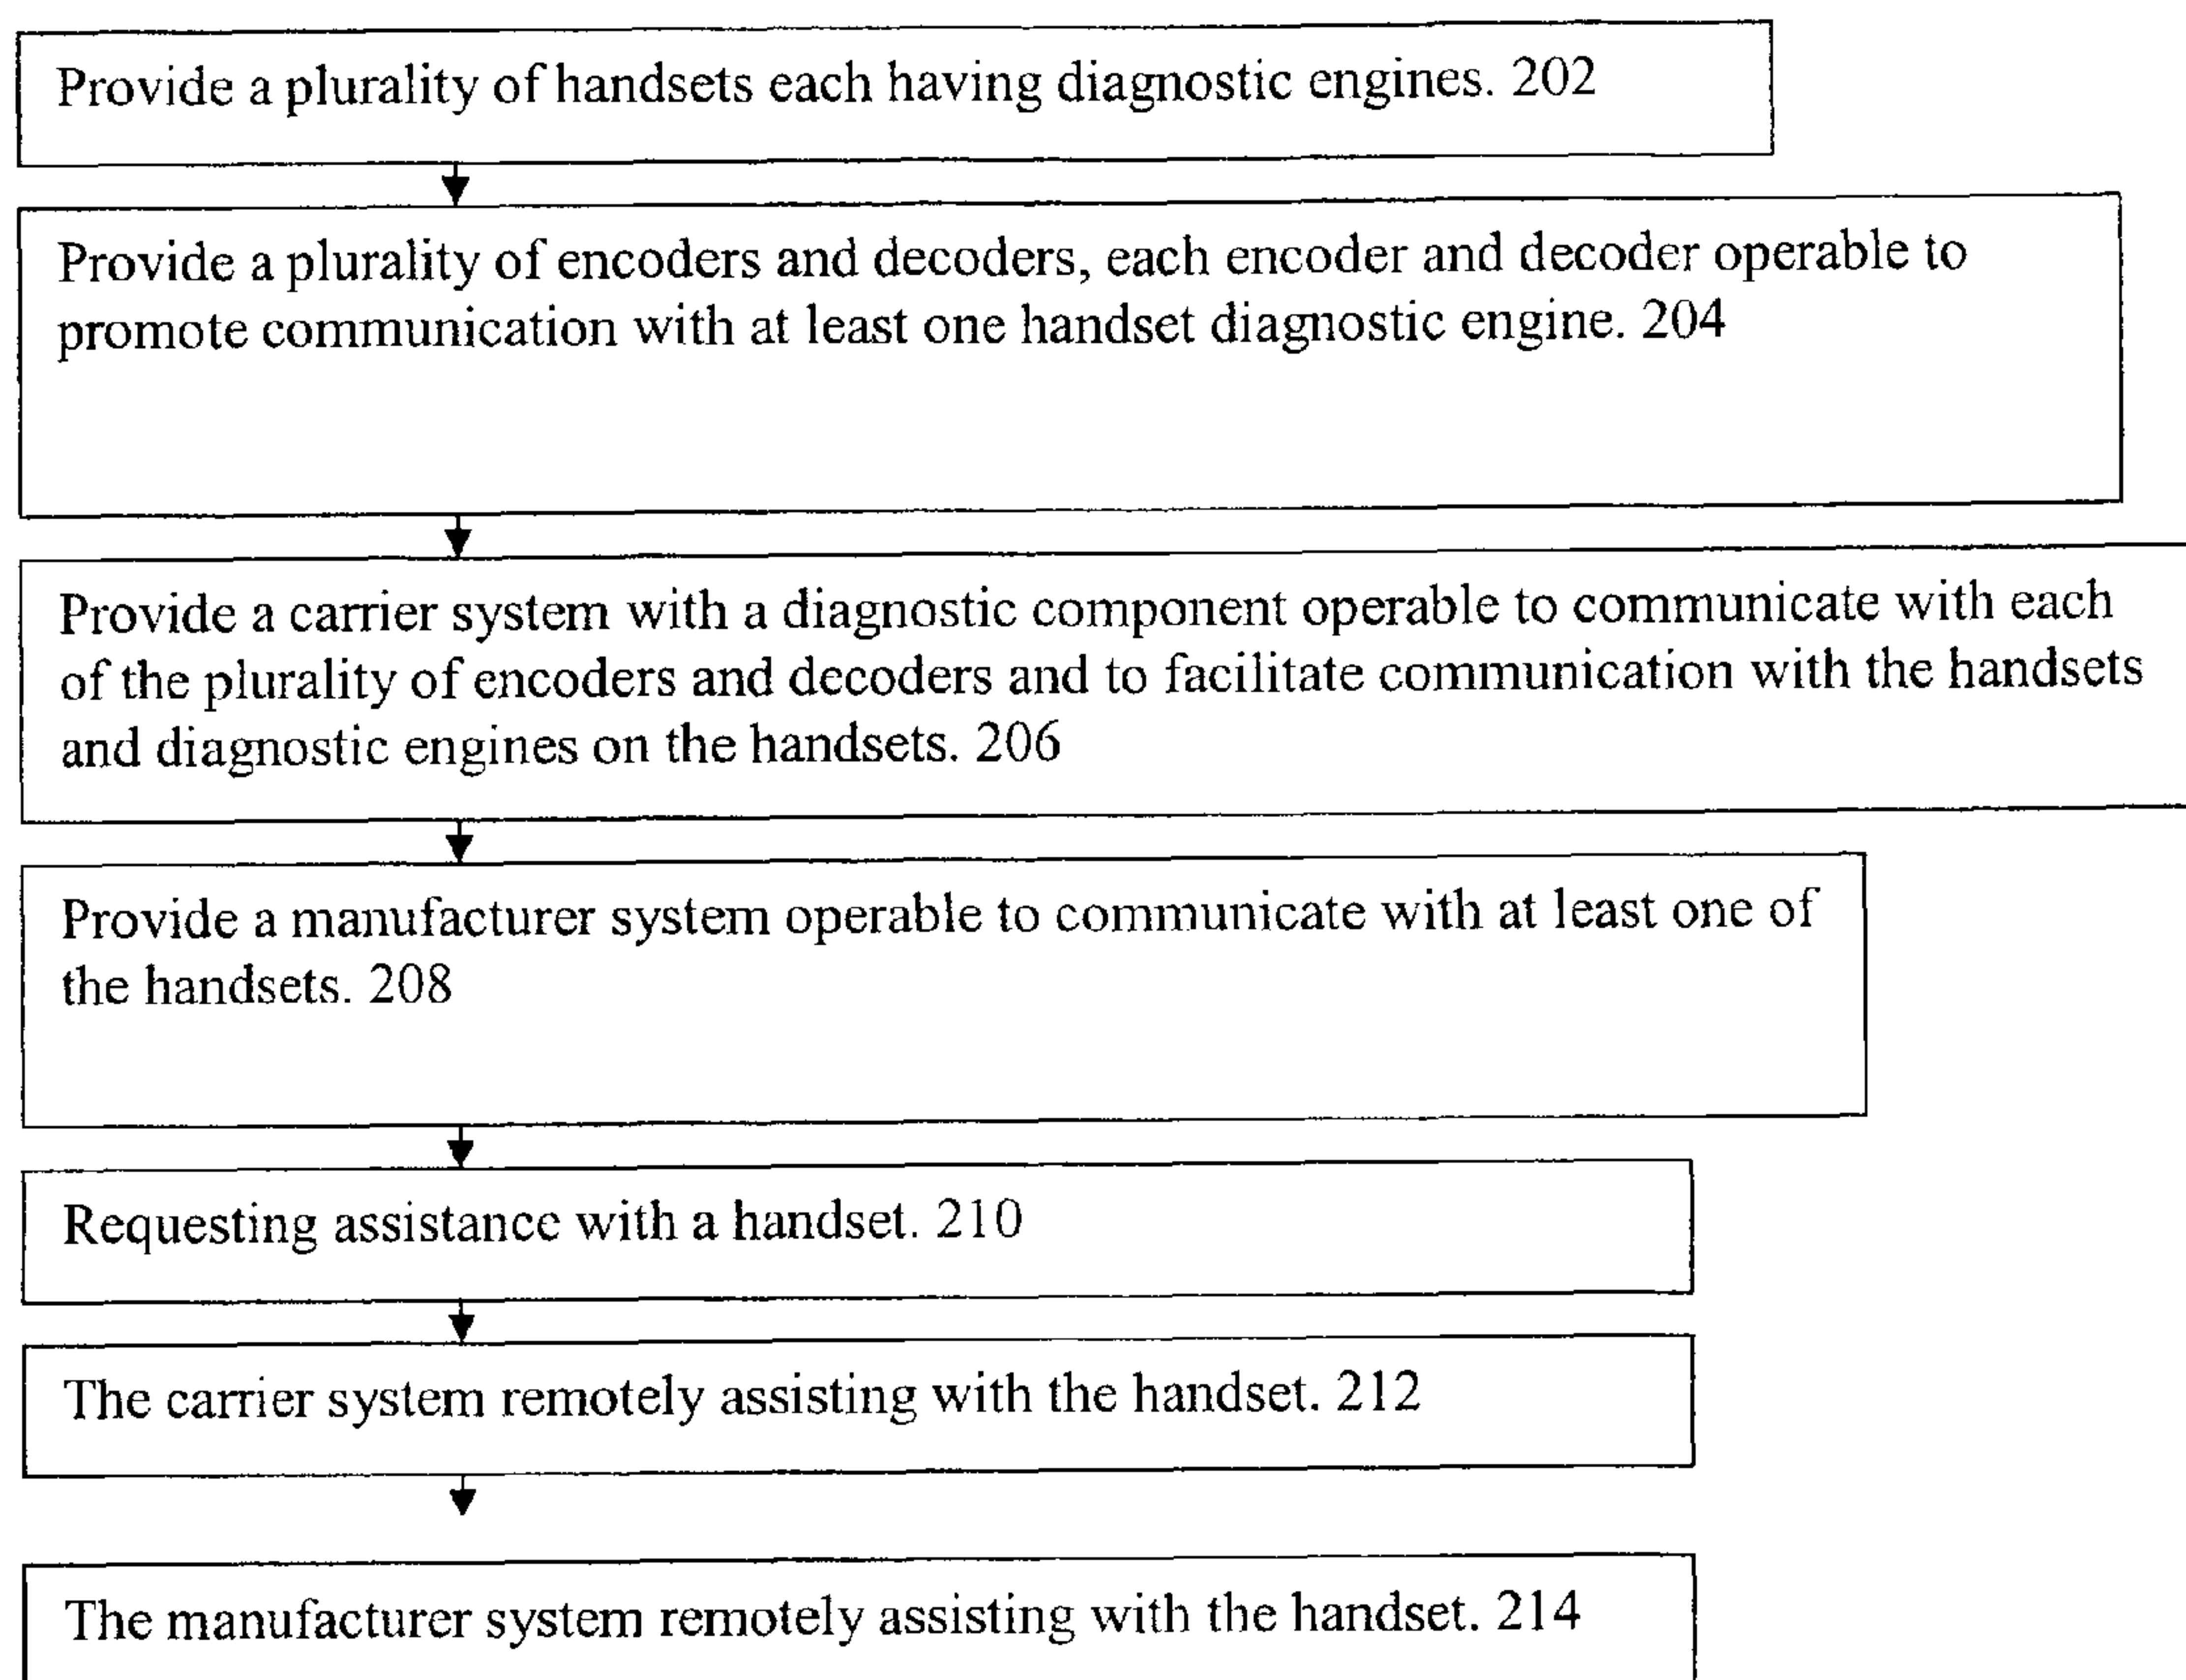 Provide a plurality of handsets each having diagnostic engines. 202
Provide a plurality of encoders and decoders, each encoder and decoder operable to
promote communication with at least one handset diagnostic engine. 204
Provide a carrier system with a diagnostic component operable to communicate with each
of the plurality of encoders and decoders and to facilitate communication with the handsets
and diagnostic engines on the handsets. 206
Provide a manufacturer system operable to communicate with at least one of
the handsets. 208
Requesting assistance with a handset. 210
The carrier system remotely assisting with the handset. 212
The manufacturer system remotely assisting with the handset. 214